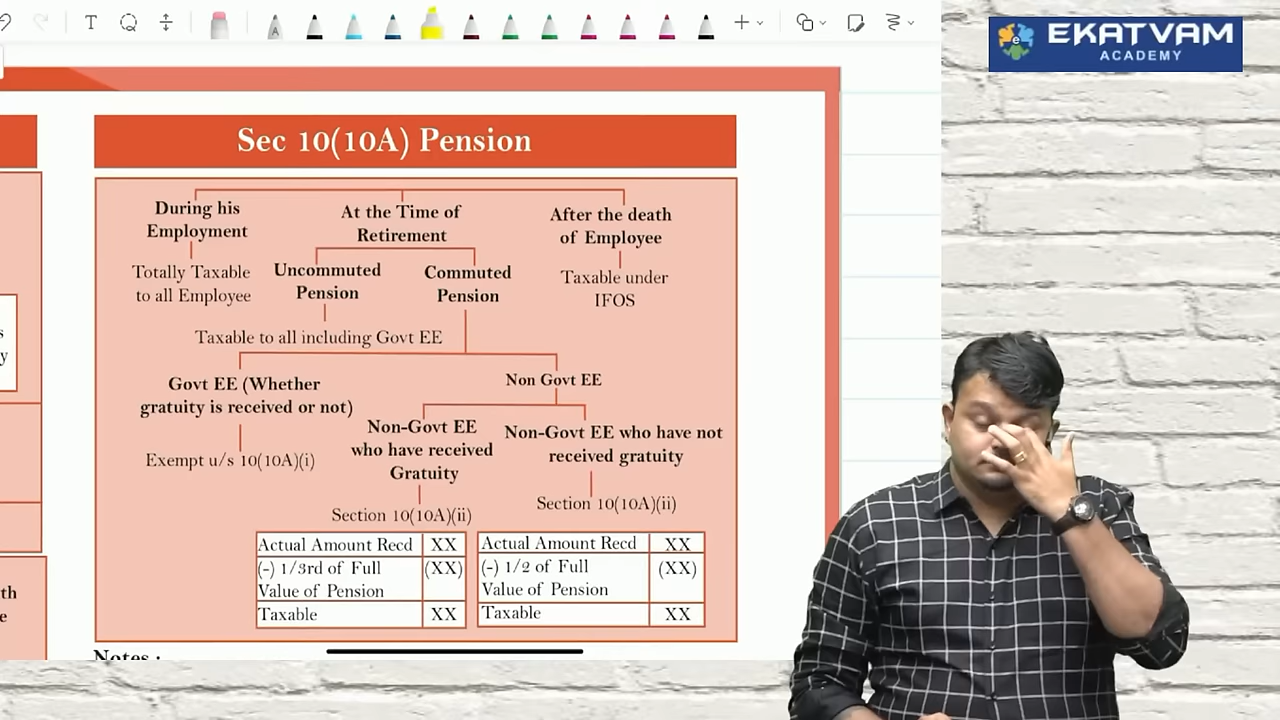 T
A
EKATVAM
ACADEMY
Sec 10(10A) Pension
During his
Employment
Totally Taxable
to all Employee
At the Time of
Retirement
Uncommuted
Pension
Commuted
Pension
Taxable to all including Govt EE
After the death
of Employee
Taxable under
IFOS
Govt EE (Whether
gratuity is received or not)
Exempt u/s 10(10A)(i)
Non Govt EE
Non-Govt EE
who have received
Gratuity
Section 10(10A)(ii)
Actual Amount Recd XX
(-) 1/3rd of Full (XX)
Value of Pension
Taxable XX
Non-Govt EE who have not
received gratuity
Section 10(10A)(ii)
Actual Amount Recd XX
(-) 1/2 of Full (XX)
Value of Pension
Taxable XX
s
y
th
e
Notes :